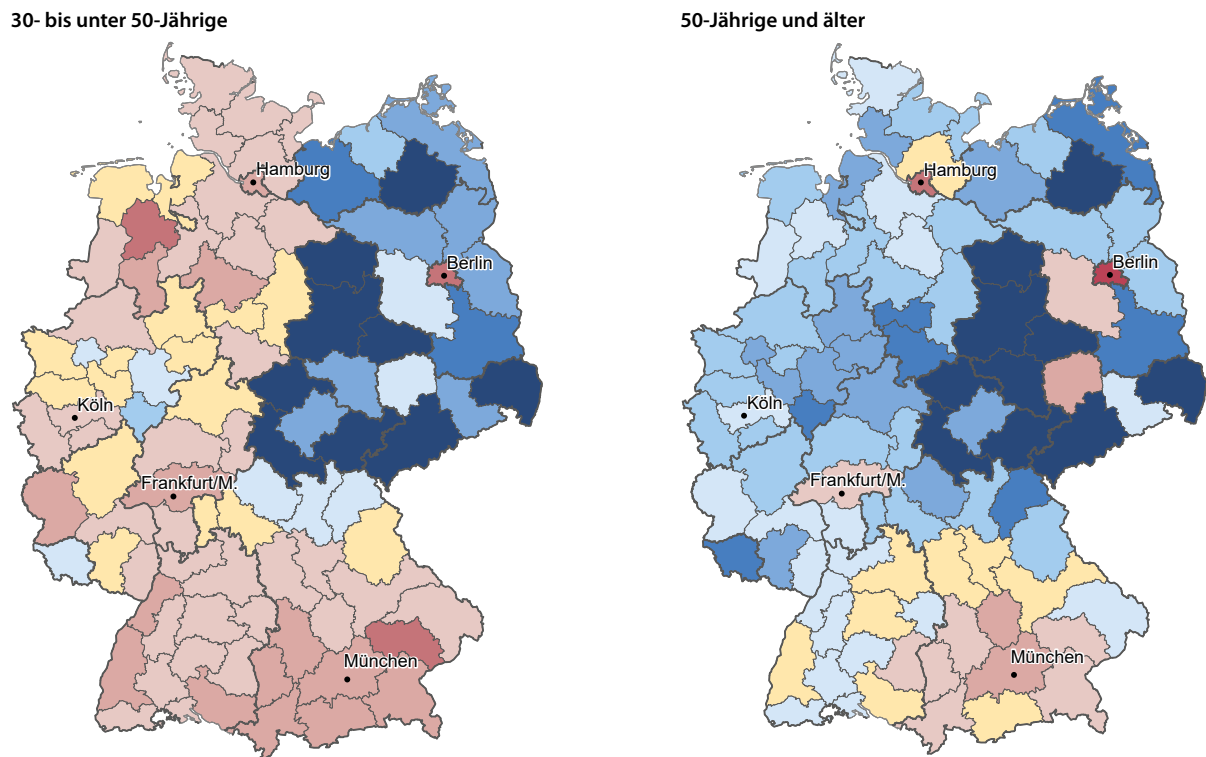 30- bis unter 50-Jährige
50-Jährige und älter
Hamburg
Berlin
Köln
Frankfurt/M.
München
Hamburg
Berlin
Köln
Frankfurt/M.
München